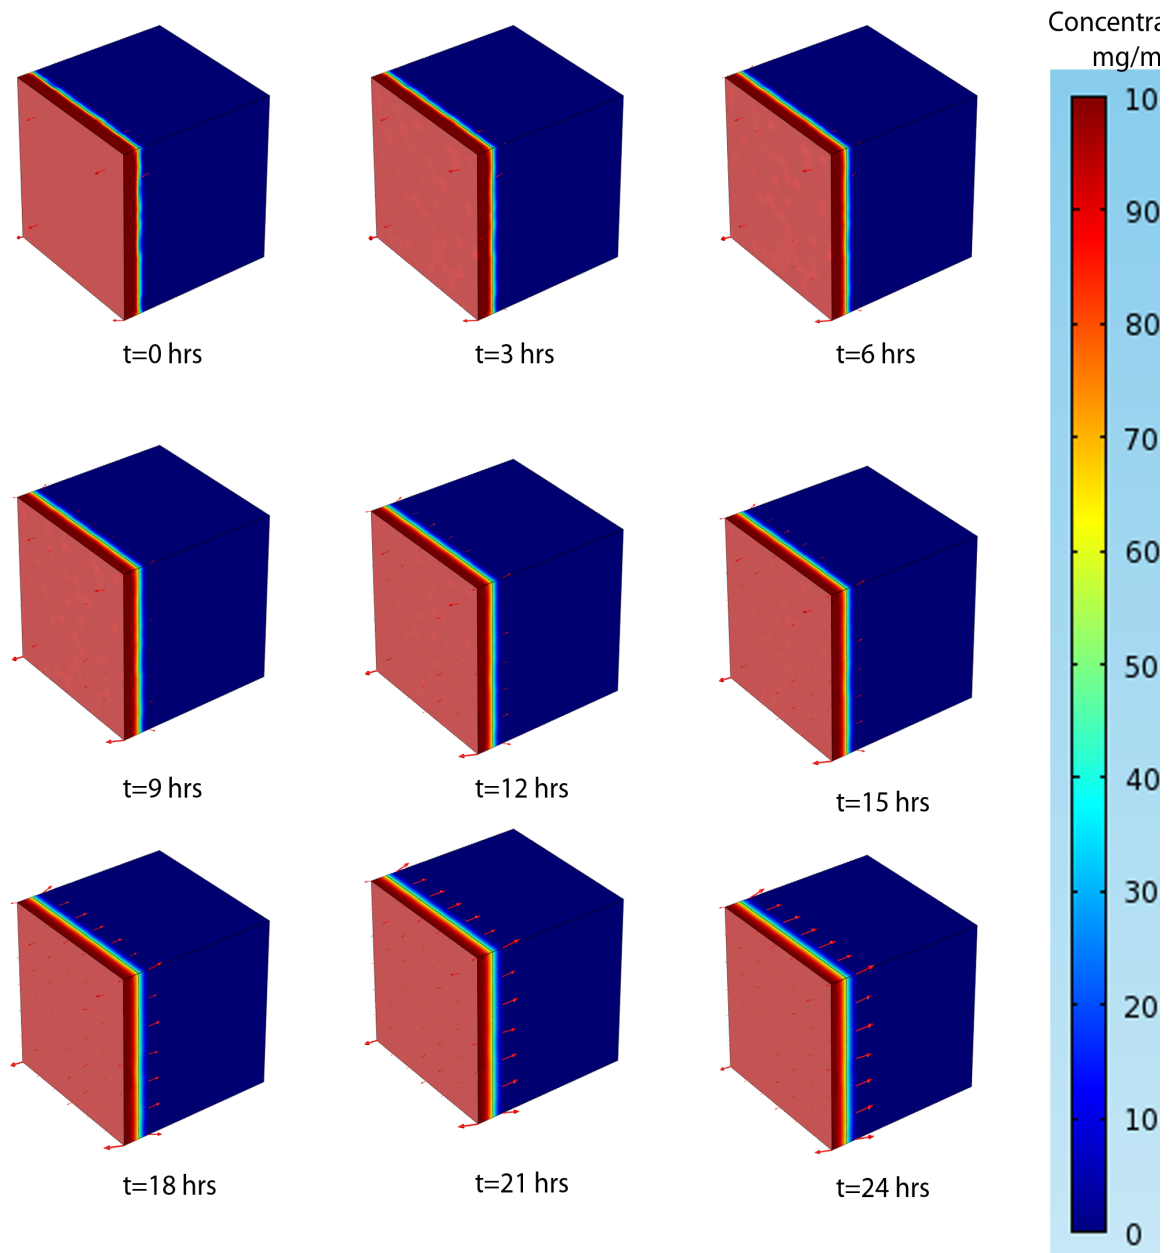 Concentra
mg/m
t=0 hrs
t=3 hrs
t=6 hrs
t=9 hrs
t=12 hrs
t=15 hrs
t=18 hrs
t=21 hrs
t=24 hrs
10
90
80
70
60
50
40
30
20
10
0